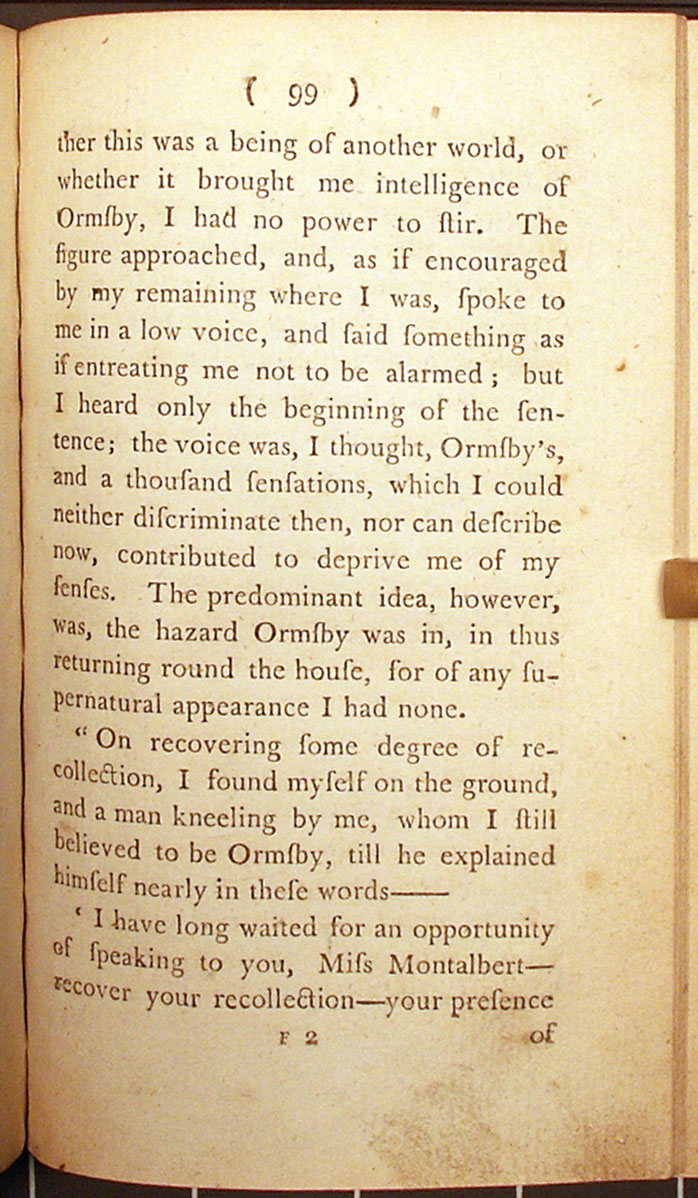 ( 99 )
ther this was a being of another world, or
whether it brought me intelligence of
Ormſby, I had no power to ſtir. The
figure approached, and, as if encouraged
by my remaining where I was, ſpoke to
me in a low voice, and ſaid ſomething as
if entreating me not to be alarmed; but
I heard only the beginning of the ſen-
tence; the voice was, I thought, Ormſby's,
and a thouſand ſenſations, which I could
neither diſcriminate then, nor can deſcribe
now, contributed to deprive me of my
ſenſes. The predominant idea, however,
was, the hazard Ormſby was in, in thus
returning round the houſe, for of any ſu-
pernatural appearance I had none.
“ On recovering ſome degree of re-
collection, I found myſelf on the ground,
and a man kneeling by me, whom I ſtill
believed to be Ormſby, till he explained
himſelf nearly in theſe words——
‘ I have long waited for an opportunity
of ſpeaking to you, Miſs Montalbert—
recover your recollection—your preſence
F 2 of